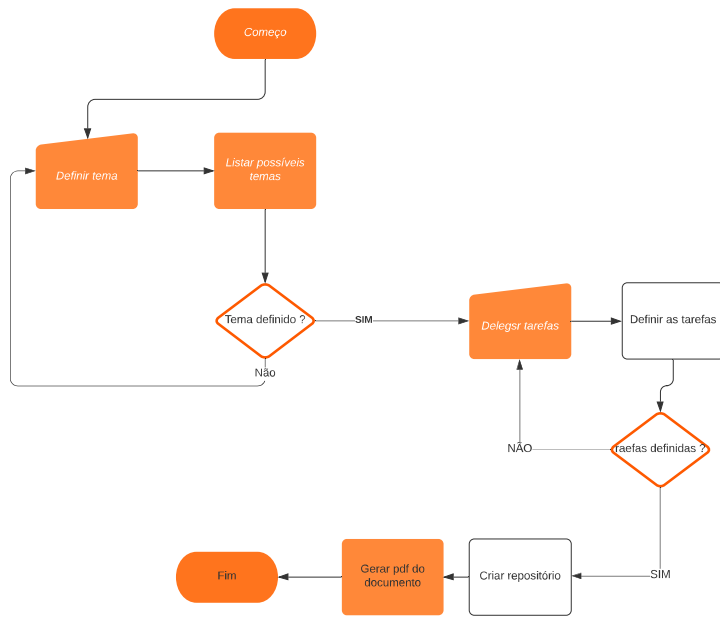 Começo
Definir tema
Listar possíveis
temas
Tema definido ?
SIM
Não
Delegsr tarefas
Definir as tarefas
NÃO
raefas definidas ?
SIM
Criar repositório
Gerar pdf do
documento
Fim